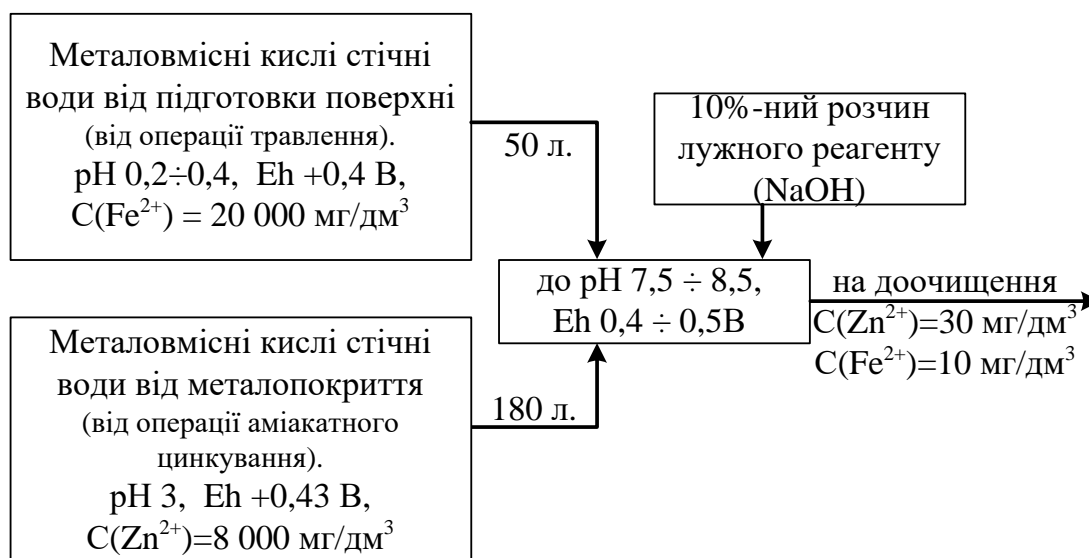 Металовмісні кислі стічні
води від підготовки поверхні
(від операції травлення).
pH 0,2÷0,4, Eh +0,4 В,
C(Fe²⁺) = 20 000 мг/дм³
50 л.
10%-ний розчин
лужного реагенту
(NaOH)
до pH 7,5 ÷ 8,5,
Eh 0,4 ÷ 0,5В
на доочищення
C(Zn²⁺)=30 мг/дм³
C(Fe²⁺)=10 мг/дм³
Металовмісні кислі стічні
води від металопокриття
(від операції аміакатного
цинкування).
pH 3, Eh +0,43 В,
C(Zn²⁺)=8 000 мг/дм³
180 л.